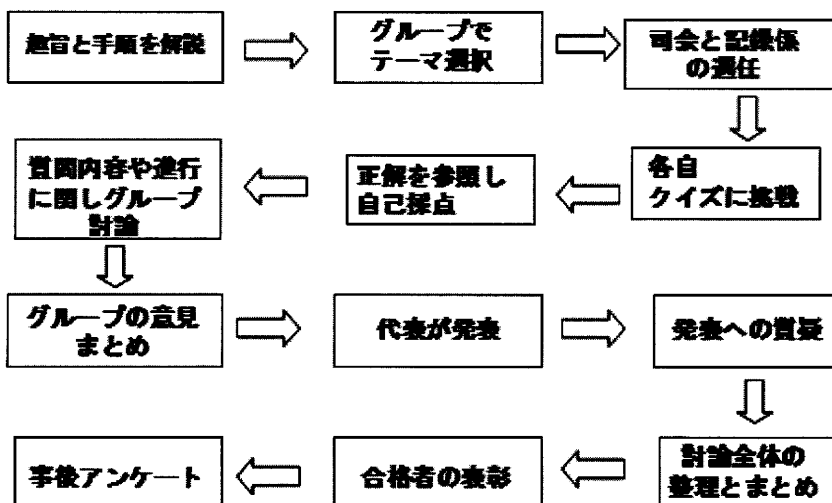 趣旨と手順を解説
グループで
テーマ選択
司会と記録係
の選任
各自
クイズに挑戦
正解を参照し
自己採点
質問内容や進行
に関しグループ
討論
グループの意見
まとめ
代表が発表
発表への質疑
討論全体の
整理とまとめ
合格者の表彰
事後アンケート